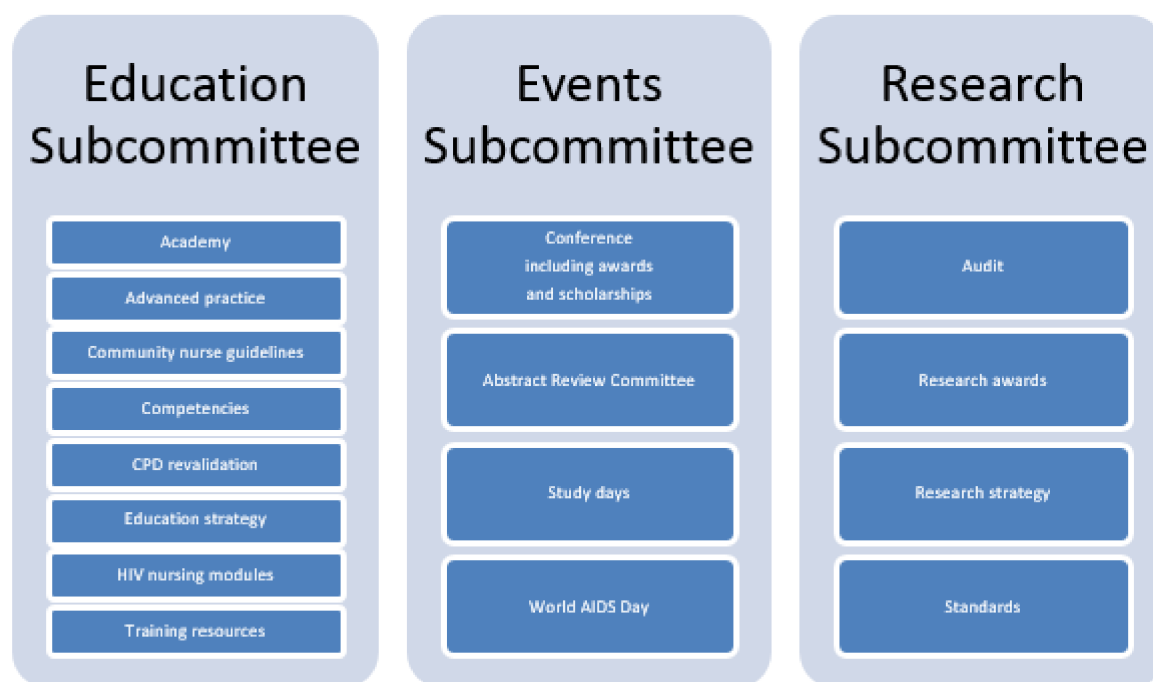 Education
Subcommittee
Academy
Advanced practice
Community nurse guidelines
Competencies
CPD revalidation
Education strategy
HIV nursing modules
Training resources
Events
Subcommittee
Conference
including awards
and scholarships
Abstract Review Committee
Study days
World AIDS Day
Research
Subcommittee
Audit
Research awards
Research strategy
Standards